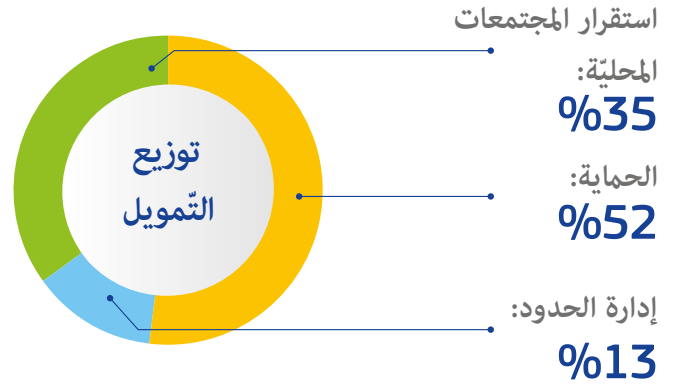 استقرار المجتمعات
المحليّة:
%35
توزيع
التّمويل
الحماية:
%52
إدارة الحدود:
%13